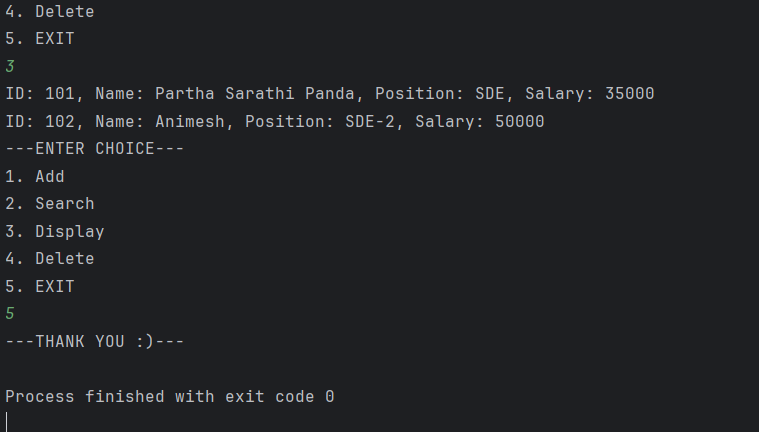 4. Delete
5. EXIT
3
ID: 101, Name: Partha Sarathi Panda, Position: SDE, Salary: 35000
ID: 102, Name: Animesh, Position: SDE-2, Salary: 50000
---ENTER CHOICE---
1. Add
2. Search
3. Display
4. Delete
5. EXIT
5
---THANK YOU :)---
Process finished with exit code 0